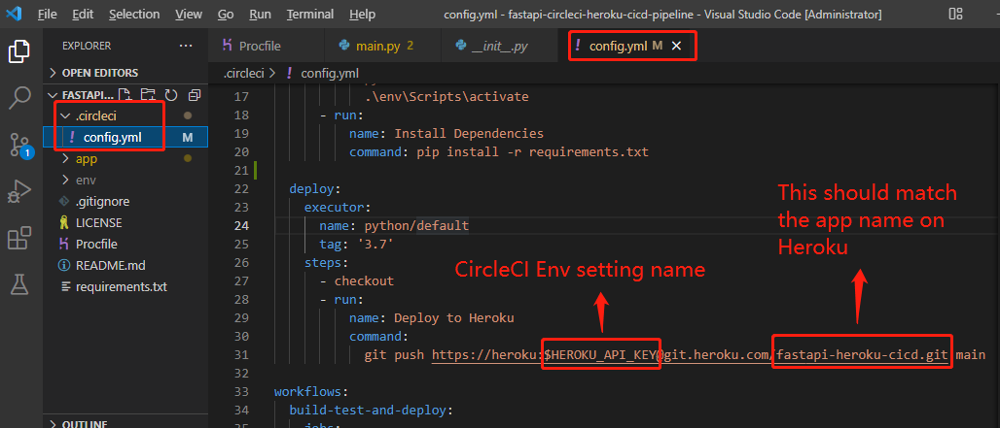 File Edit Selection View Go Run Terminal Help config.yml - fastapi-circleci-heroku-cicd-pipeline - Visual Studio Code [Administrator]
EXPLORER ...
Procfile main.py 2 __init__.py ! config.yml M ×
OPEN EDITORS
.circleci > ! config.yml
FASTAPI...
.circleci
! config.yml M
app
env
.gitignore
LICENSE
Procfile
README.md
requirements.txt
OUTLINE
1
17 .\env\Scripts\activate
18 - run:
19 name: Install Dependencies
20 command: pip install -r requirements.txt
21
22 deploy:
23 executor:
24 name: python/default
25 tag: '3.7'
26 steps:
27 - checkout
28 - run:
29 name: Deploy to Heroku
30 command:
31 git push https://heroku:$HEROKU_API_KEY@git.heroku.com/fastapi-heroku-cicd.git main
32
33 workflows:
34 build-test-and-deploy:
35 jobs:
This should match
the app name on
Heroku
CircleCI Env setting name